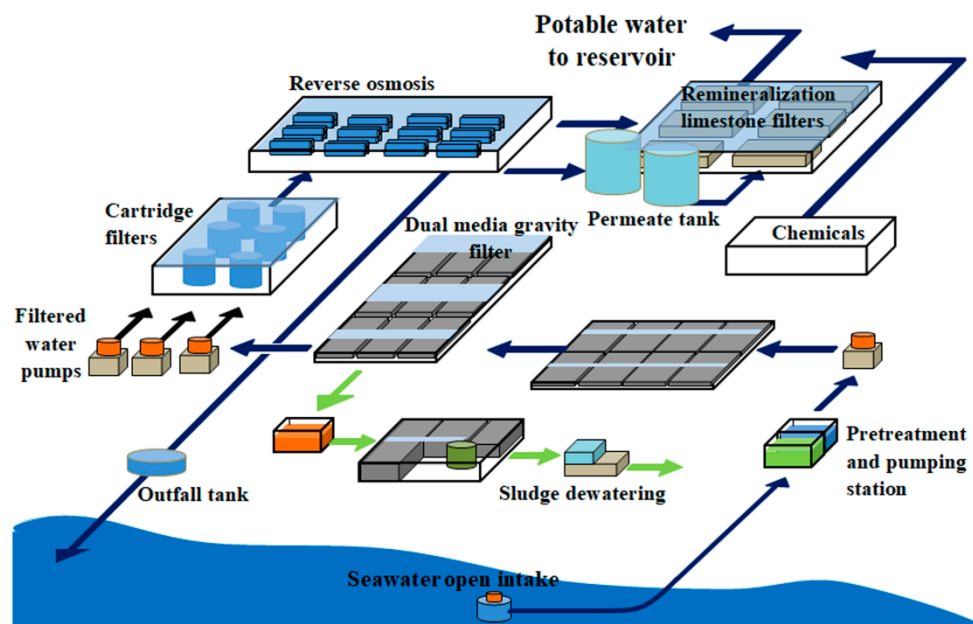 Potable water
to reservoir
Reverse osmosis
Remineralization
limestone filters
Cartridge
filters
Permeate tank
Dual media gravity
filter
Chemicals
Filtered
water
pumps
Pretreatment
and pumping
station
Outfall tank
Sludge dewatering
Seawater open intake